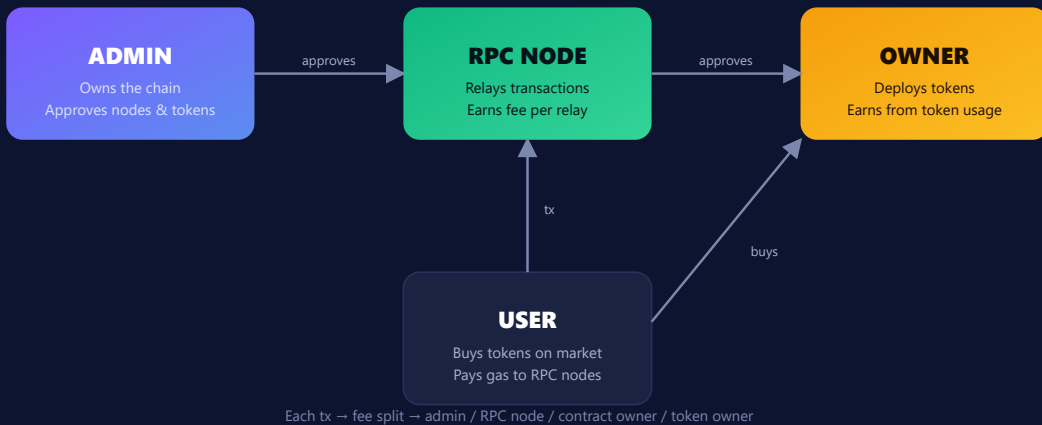 ADMIN
Owns the chain
Approves nodes & tokens
approves
RPC NODE
Relays transactions
Earns fee per relay
approves
OWNER
Deploys tokens
Earns from token usage
tx
buys
USER
Buys tokens on market
Pays gas to RPC nodes
Each tx → fee split → admin / RPC node / contract owner / token owner